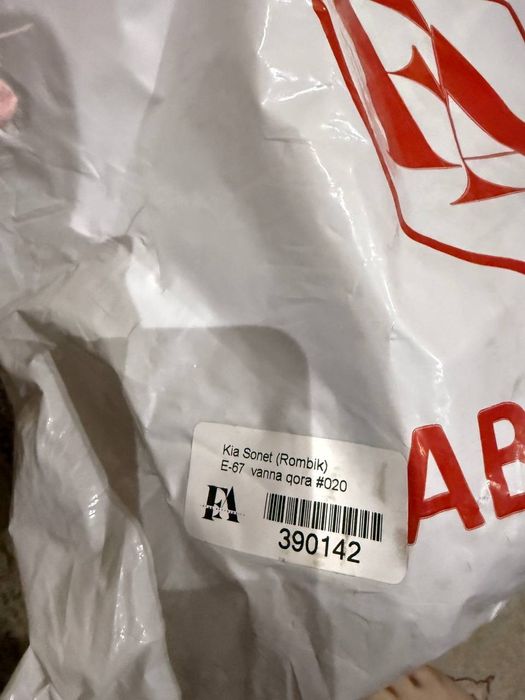 Kia Sonet (Rombik)
E-67 vanna qora #020
FA
390142
AB